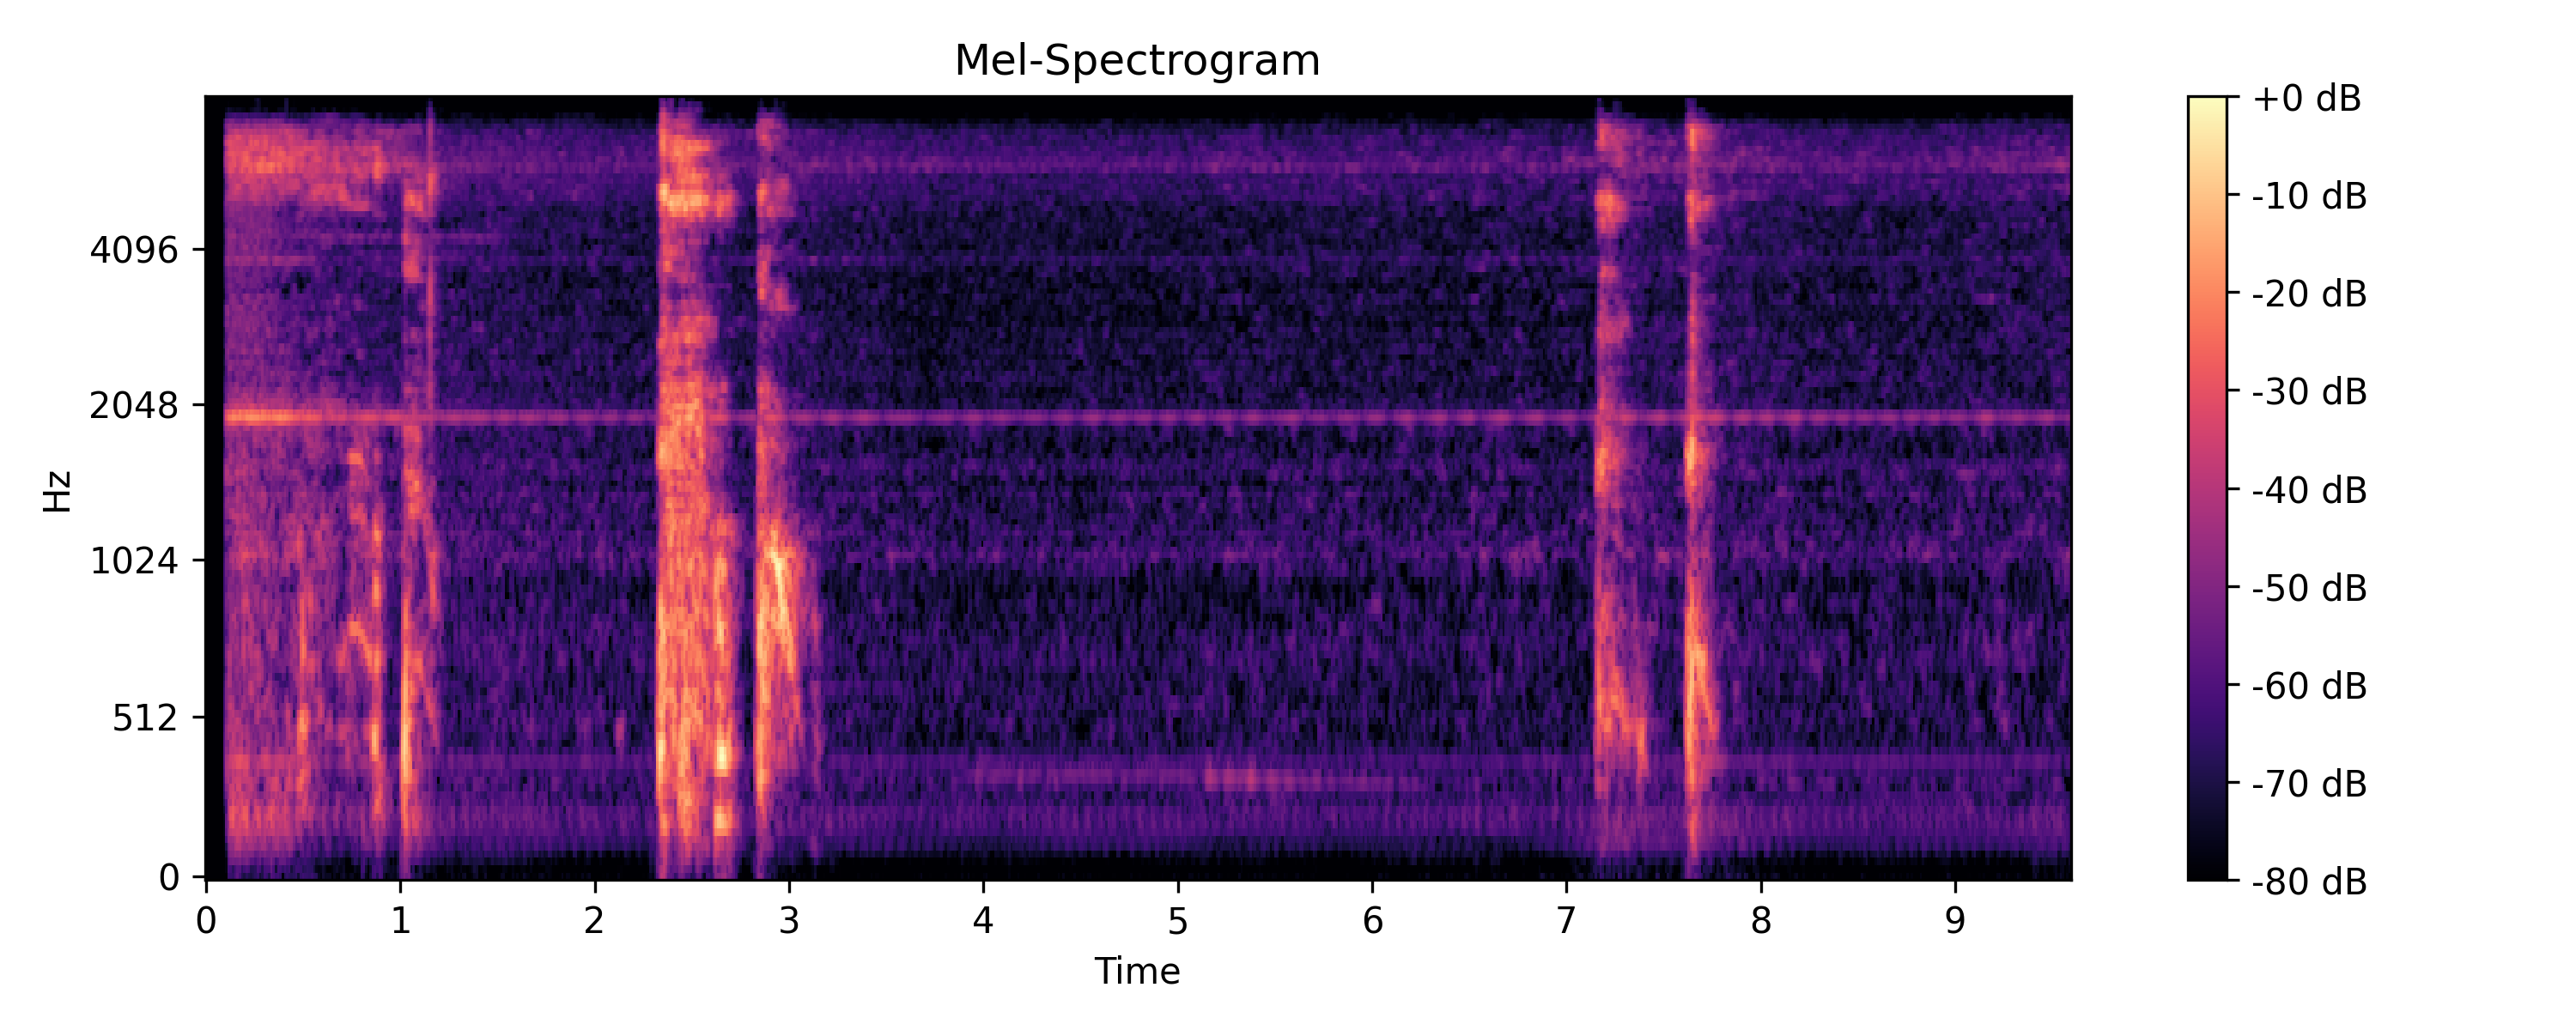 Mel-Spectrogram
+0 dB
-10 dB
-20 dB
-30 dB
-40 dB
-50 dB
-60 dB
-70 dB
-80 dB
Hz
4096
2048
1024
512
0
0 1 2 3 4 5 6 7 8 9
Time